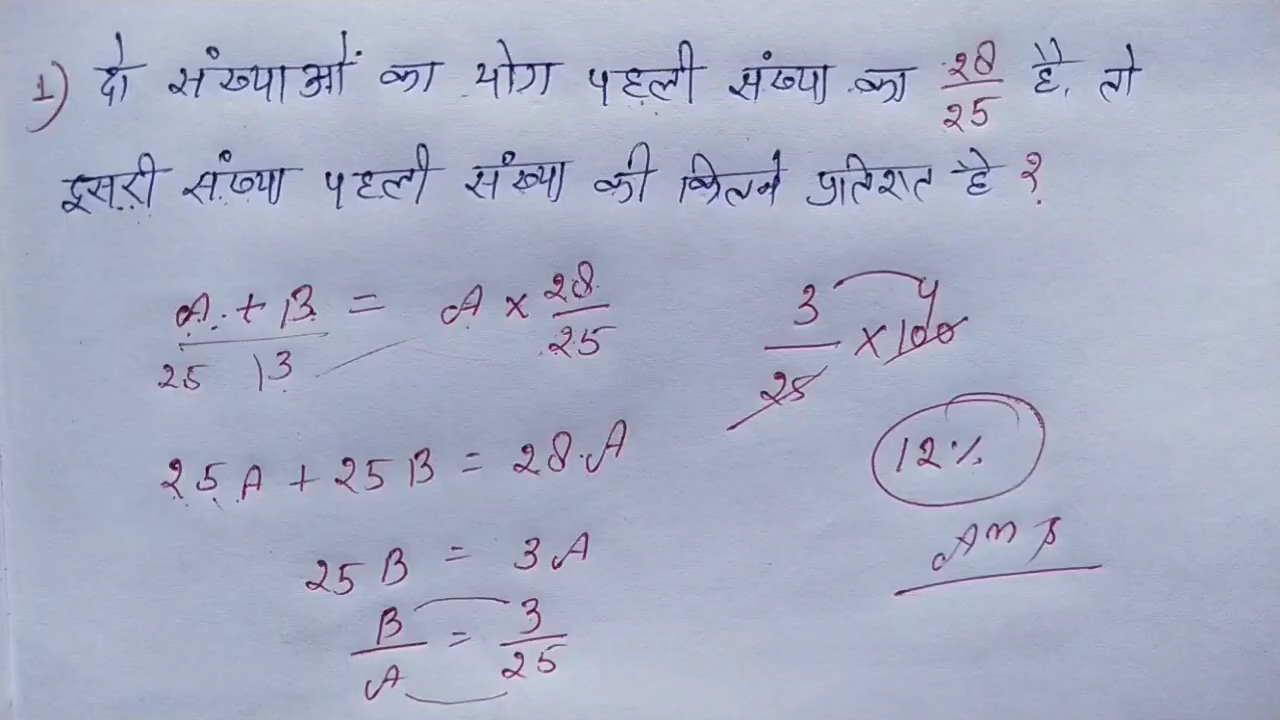 1) दो संख्याओं का योग पहली संख्या का 28/25 है, तो
दूसरी संख्या पहली संख्या की कितने प्रतिशत है ?
A + B = A × 28/25
25 B
3/25 × 100 4
25A + 25B = 28A
12%
25B = 3A
Ans
B/A = 3/25